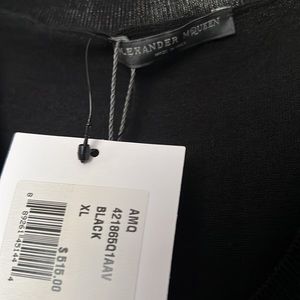 ALEXANDER MCQUEEN
AMQ
421865Q1AAV
BLACK
XL
$ 515.00